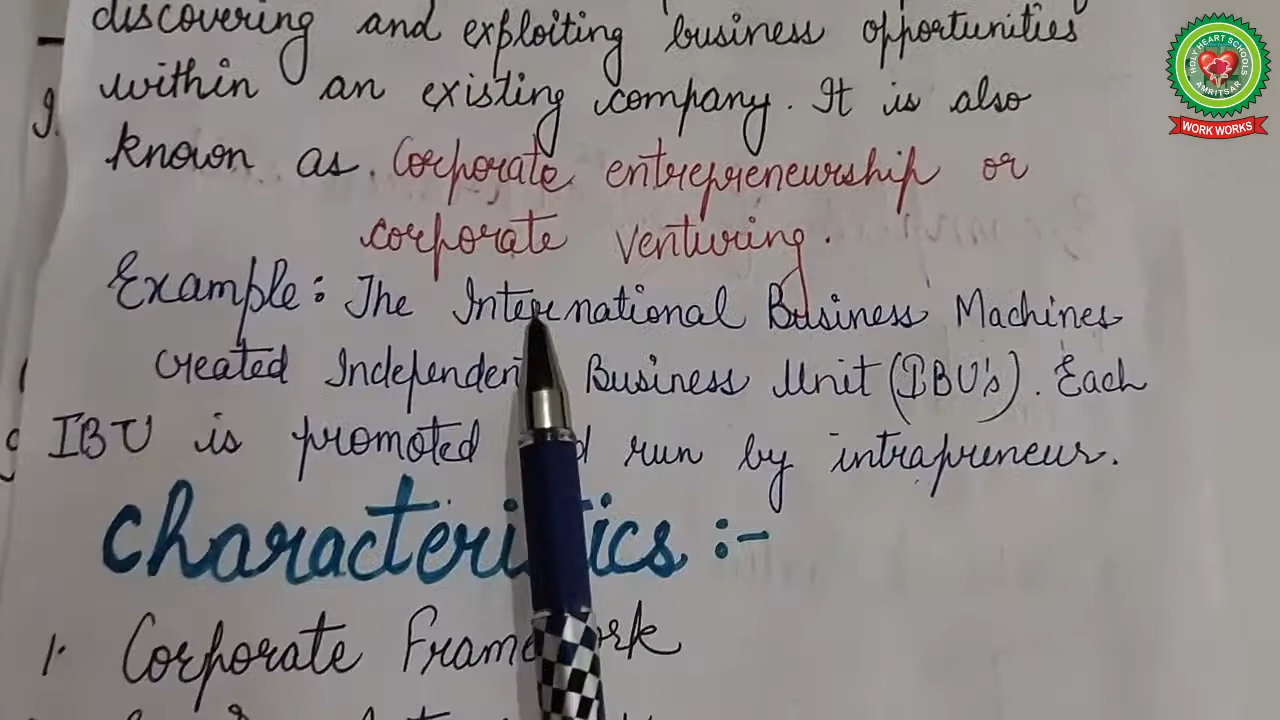 discovering and exploiting business opportunities
within an existing company. It is also
known as Corporate entrepreneurship or
corporate venturing.
Example: The International Business Machines
created Independent Business Unit (IBU's). Each
IBU is promoted and run by intrapreneur.
Characteristics :-
1. Corporate Framework
HOLY HEART SCHOOLS
AMRITSAR
WORK WORKS